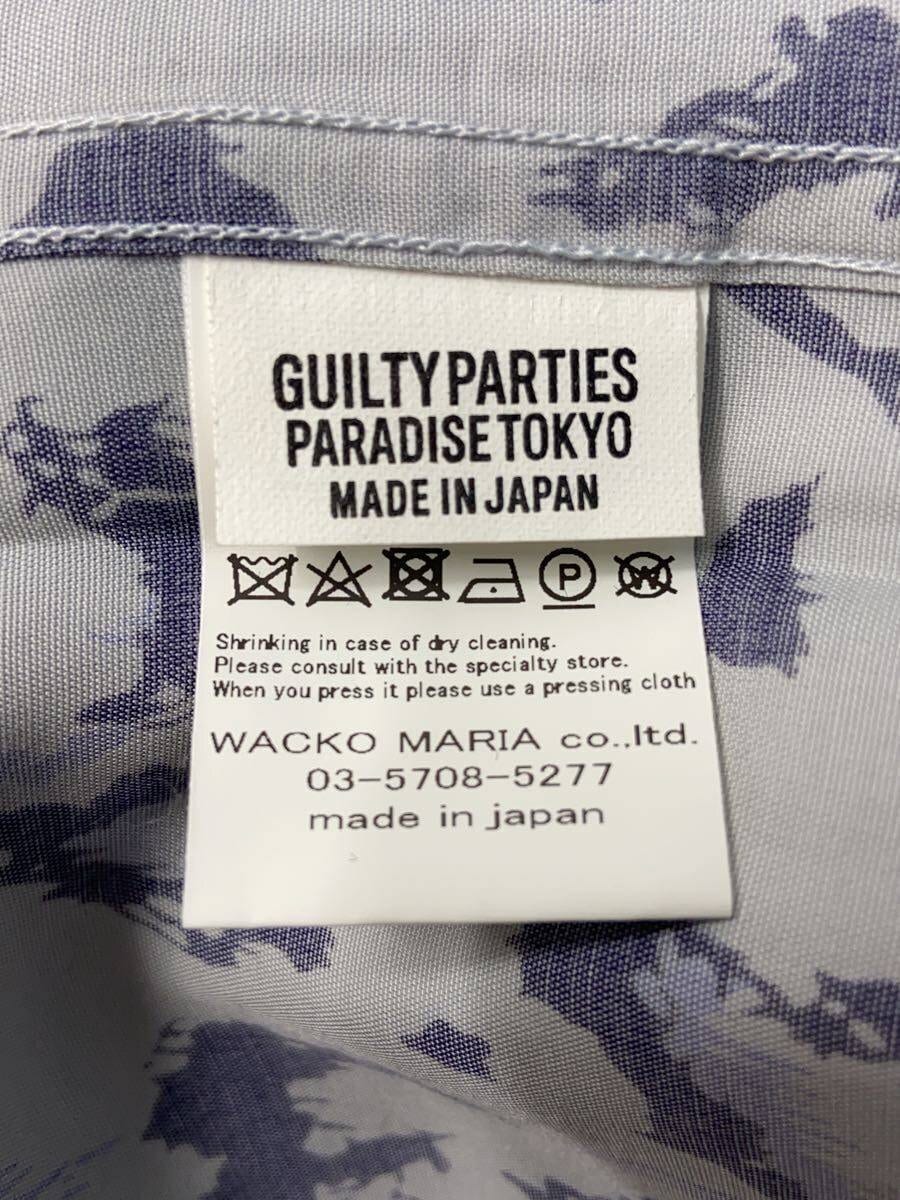 GUILTY PARTIES
PARADISE TOKYO
MADE IN JAPAN
P W
Shrinking in case of dry cleaning.
Please consult with the specialty store.
When you press it please use a pressing cloth
WACKO MARIA co.,ltd.
03-5708-5277
made in japan